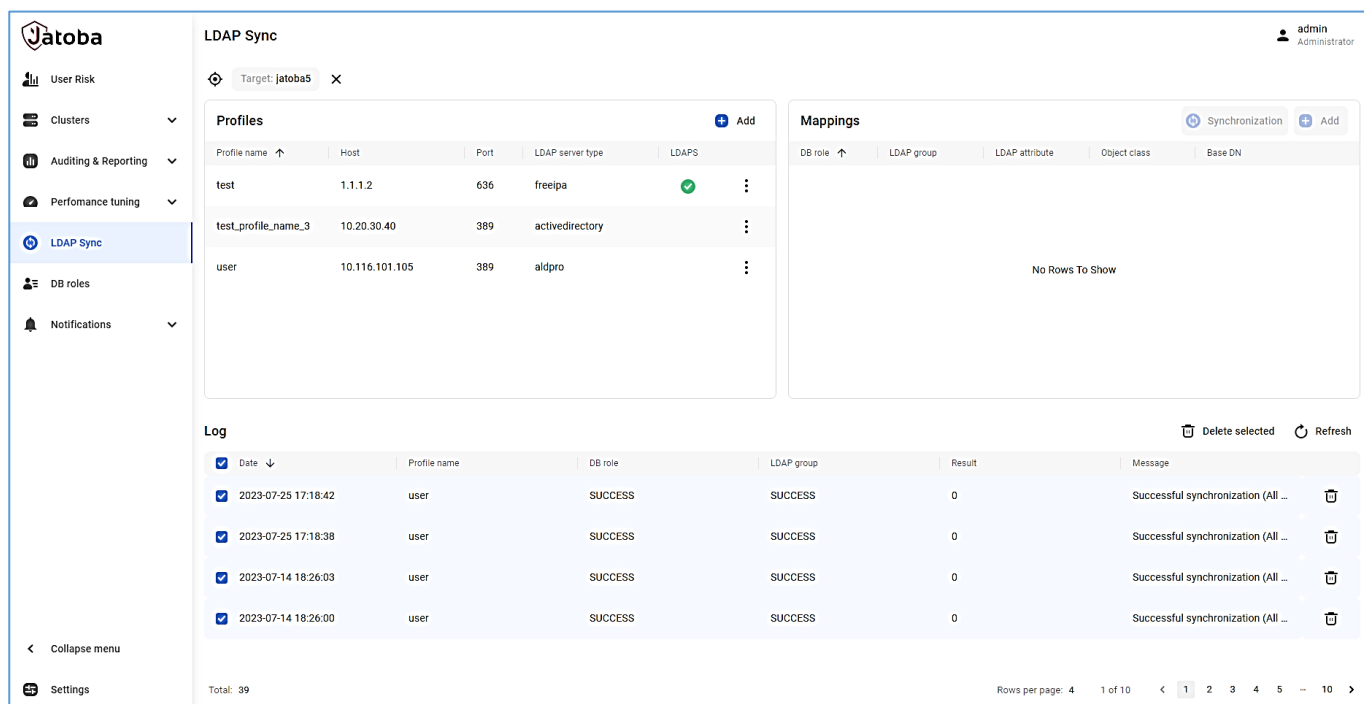 Jatoba
LDAP Sync
admin
Administrator
User Risk
Clusters
Auditing & Reporting
Perfomance tuning
LDAP Sync
DB roles
Notifications
Collapse menu
Settings
Target: jatoba5
Profiles
Add
Profile name Host Port LDAP server type LDAPS
test 1.1.1.2 636 freeipa
test_profile_name_3 10.20.30.40 389 activedirectory
user 10.116.101.105 389 aldpro
Mappings
Synchronization Add
DB role LDAP group LDAP attribute Object class Base DN
No Rows To Show
Log
Delete selected Refresh
Date Profile name DB role LDAP group Result Message
2023-07-25 17:18:42 user SUCCESS SUCCESS 0 Successful synchronization (All ...
2023-07-25 17:18:38 user SUCCESS SUCCESS 0 Successful synchronization (All ...
2023-07-14 18:26:03 user SUCCESS SUCCESS 0 Successful synchronization (All ...
2023-07-14 18:26:00 user SUCCESS SUCCESS 0 Successful synchronization (All ...
Total: 39
Rows per page: 4 1 of 10 1 2 3 4 5 ... 10